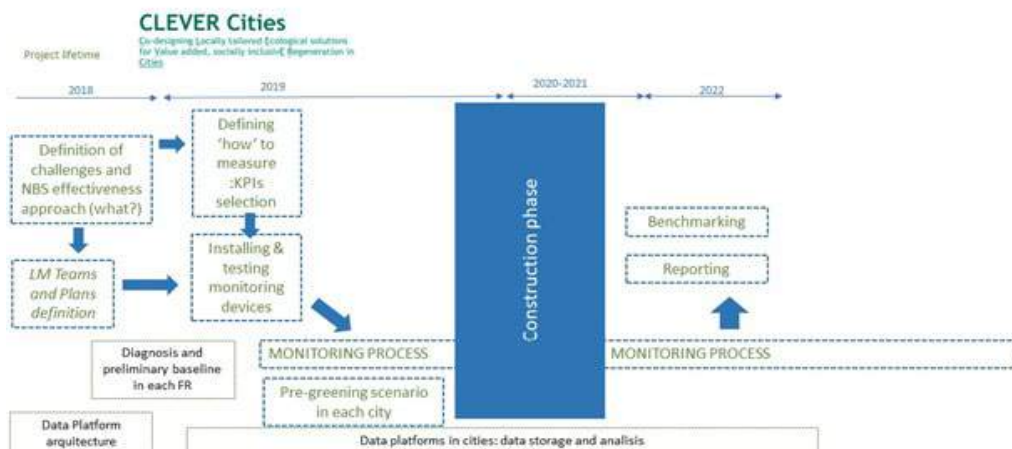 CLEVER Cities
Co-designing Locally tailored Ecological solutions
for Value added, socially inclusivE Regeneration in
Cities
Project lifetime
2018
2019
2020-2021
2022
Definition of
challenges and
NBS effectiveness
approach (what?)
Defining
‘how’ to
measure
:KPIs
selection
LM Teams
and Plans
definition
Installing &
testing
monitoring
devices
Construction phase
Benchmarking
Reporting
Diagnosis and
preliminary baseline
in each FR
MONITORING PROCESS
MONITORING PROCESS
Pre-greening scenario
in each city
Data Platform
arquitecture
Data platforms in cities: data storage and analisis